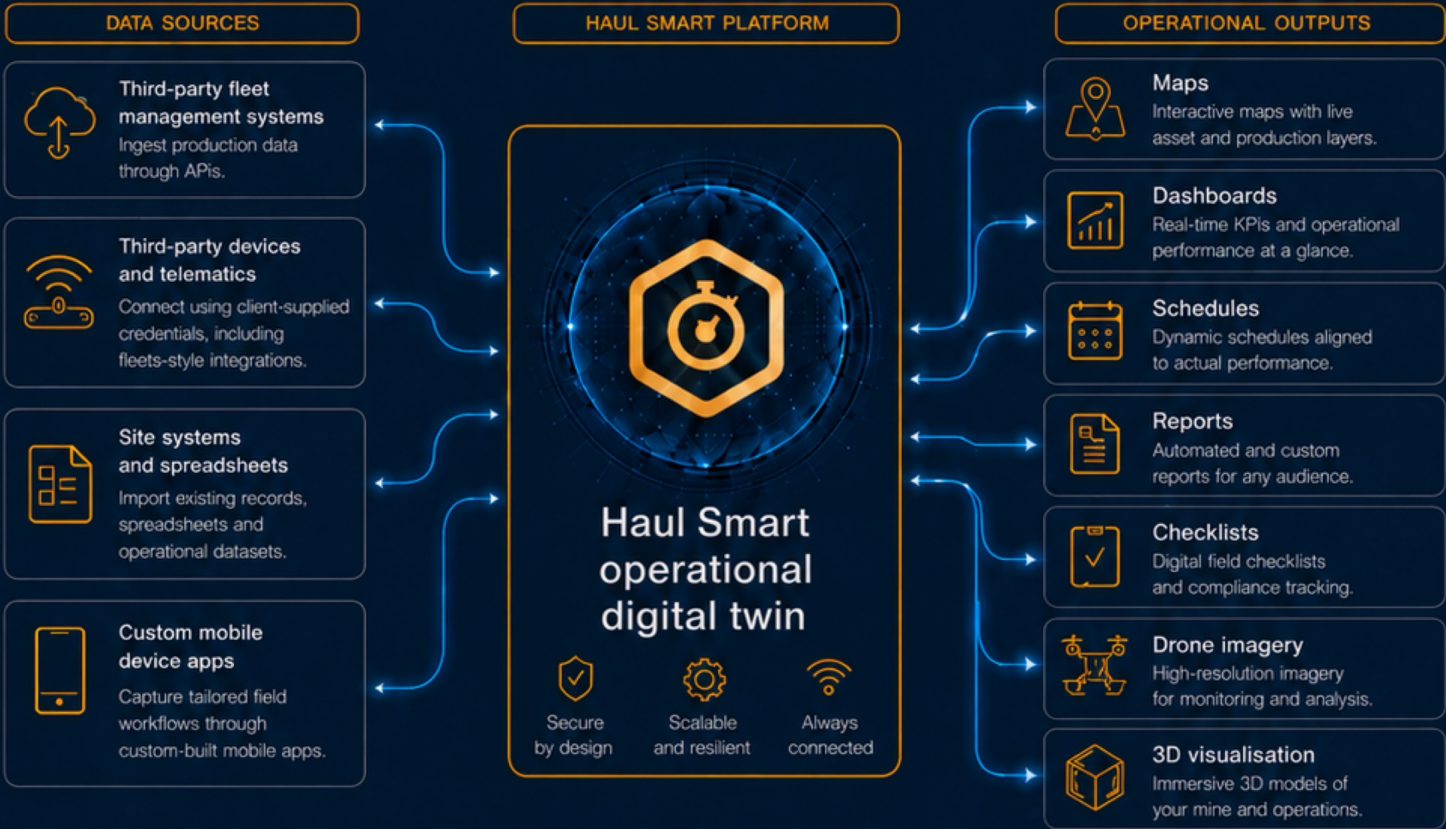 DATA SOURCES
Third-party fleet
management systems
Ingest production data
through APIs.
Third-party devices
and telematics
Connect using client-supplied
credentials, including
fleets-style integrations.
Site systems
and spreadsheets
Import existing records,
spreadsheets and
operational datasets.
Custom mobile
device apps
Capture tailored field
workflows through
custom-built mobile apps.
HAUL SMART PLATFORM
Haul Smart
operational
digital twin
Secure
by design
Scalable
and resilient
Always
connected
OPERATIONAL OUTPUTS
Maps
Interactive maps with live
asset and production layers.
Dashboards
Real-time KPIs and operational
performance at a glance.
Schedules
Dynamic schedules aligned
to actual performance.
Reports
Automated and custom
reports for any audience.
Checklists
Digital field checklists
and compliance tracking.
Drone imagery
High-resolution imagery
for monitoring and analysis.
3D visualisation
Immersive 3D models of
your mine and operations.